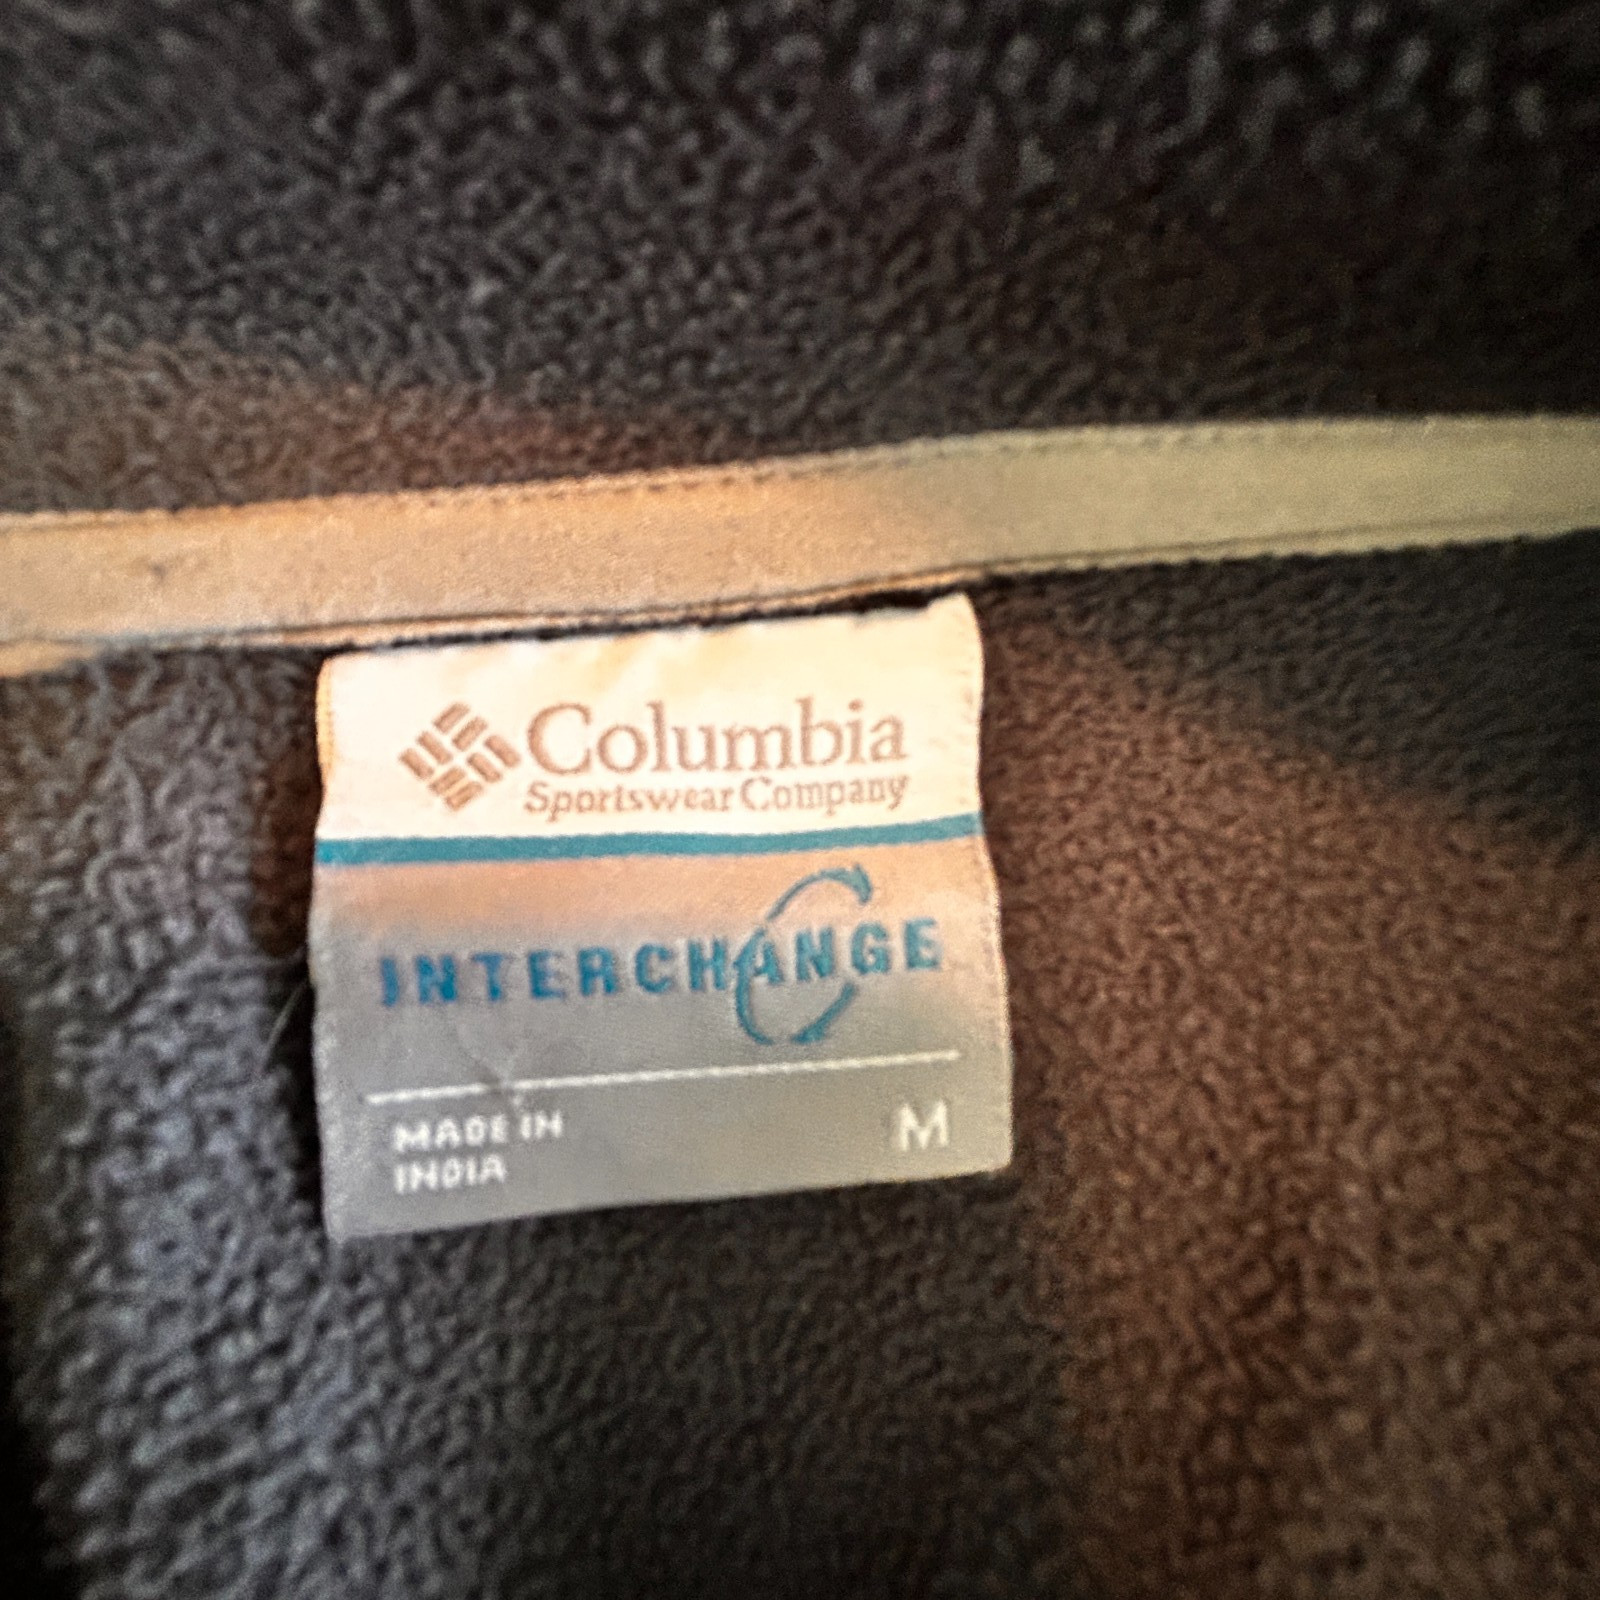 Columbia
Sportswear Company
INTERCHANGE
MADE IN
INDIA
M